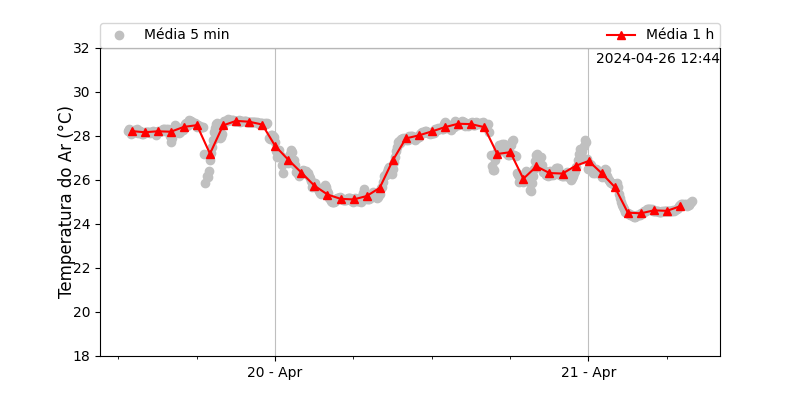 Média 5 min
Média 1 h
2024-04-26 12:44
Temperatura do Ar (°C)
32
30
28
26
24
22
20
18
20 - Apr
21 - Apr